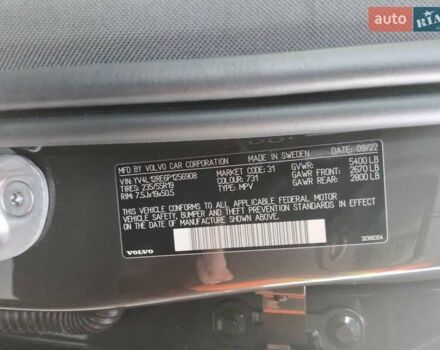 auto RIA
MFD. BY VOLVO CAR CORPORATION MADE IN SWEDEN DATE: 09/22
VIN: YV4L12RE6P1256908 MARKET CODE: 31 GVWR: 5400 LB
TIRES: 235/55R19 COLOUR: 731 GAWR FRONT: 2670 LB
RIM: 7.5Jx19x50.5 TYPE: MPV GAWR REAR: 2800 LB
THIS VEHICLE CONFORMS TO ALL APPLICABLE FEDERAL MOTOR
VEHICLE SAFETY, BUMPER AND THEFT PREVENTION STANDARDS IN EFFECT
ON THE DATE OF MANUFACTURE SHOWN ABOVE.
VOLVO
32366354